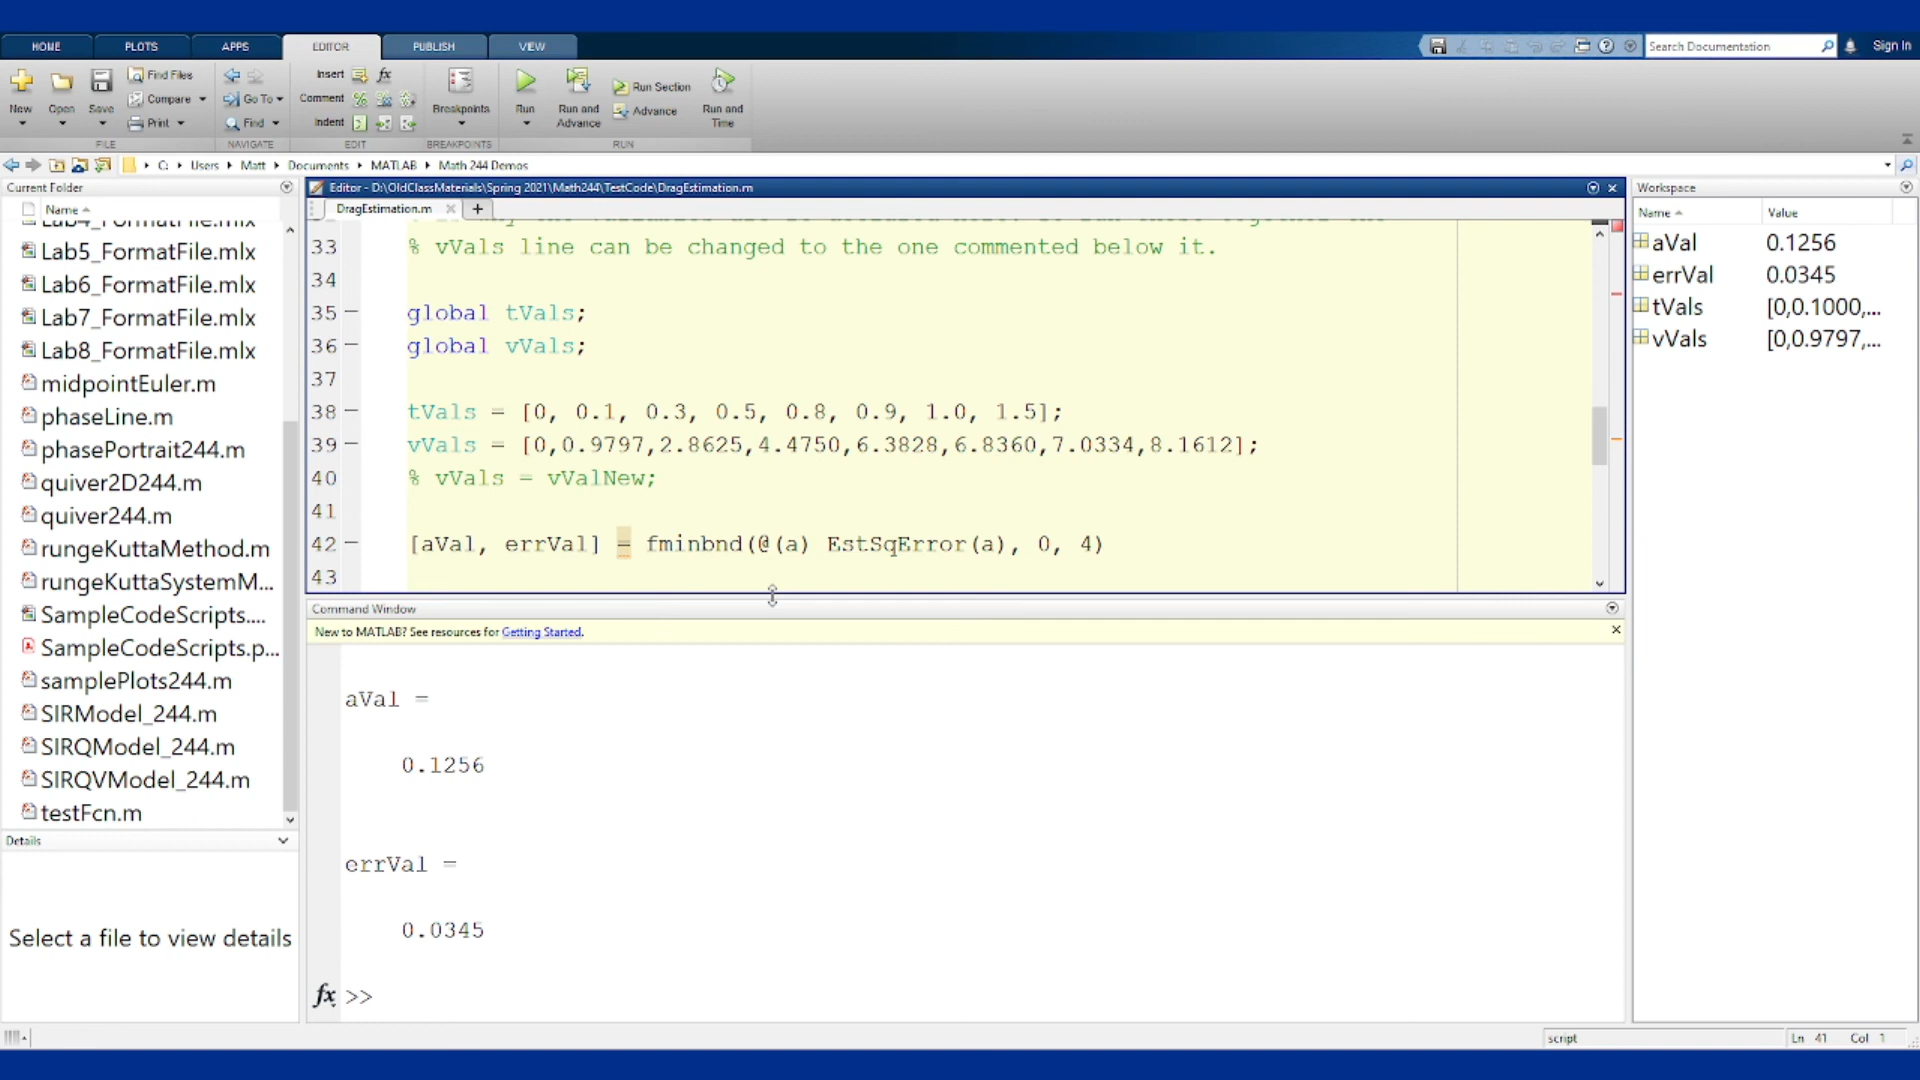 HOME PLOTS APPS EDITOR PUBLISH VIEW Search Documentation Sign In
New Open Save Find Files Compare Print Go To Find Insert fx Comment Indent Breakpoints Run Run and Advance Run Section Advance Run and Time
FILE NAVIGATE EDIT BREAKPOINTS RUN
C: Users Matt Documents MATLAB Math 244 Demos
Current Folder
Name
Lab4_FormatFile.mlx
Lab5_FormatFile.mlx
Lab6_FormatFile.mlx
Lab7_FormatFile.mlx
Lab8_FormatFile.mlx
midpointEuler.m
phaseLine.m
phasePortrait244.m
quiver2D244.m
quiver244.m
rungeKuttaMethod.m
rungeKuttaSystemM...
SampleCodeScripts....
SampleCodeScripts.p...
samplePlots244.m
SIRModel_244.m
SIRQModel_244.m
SIRQVModel_244.m
testFcn.m
Details
Select a file to view details
Editor - D:\OldClassMaterials\Spring 2021\Math244\TestCode\DragEstimation.m
DragEstimation.m
33 % vVals line can be changed to the one commented below it.
34
35 global tVals;
36 global vVals;
37
38 tVals = [0, 0.1, 0.3, 0.5, 0.8, 0.9, 1.0, 1.5];
39 vVals = [0,0.9797,2.8625,4.4750,6.3828,6.8360,7.0334,8.1612];
40 % vVals = vValNew;
41
42 [aVal, errVal] = fminbnd(@(a) EstSqError(a), 0, 4)
43
Command Window
New to MATLAB? See resources for Getting Started.
aVal =
0.1256
errVal =
0.0345
fx >>
Workspace
Name Value
aVal 0.1256
errVal 0.0345
tVals [0,0.1000,...
vVals [0,0.9797,...
script Ln 41 Col 1